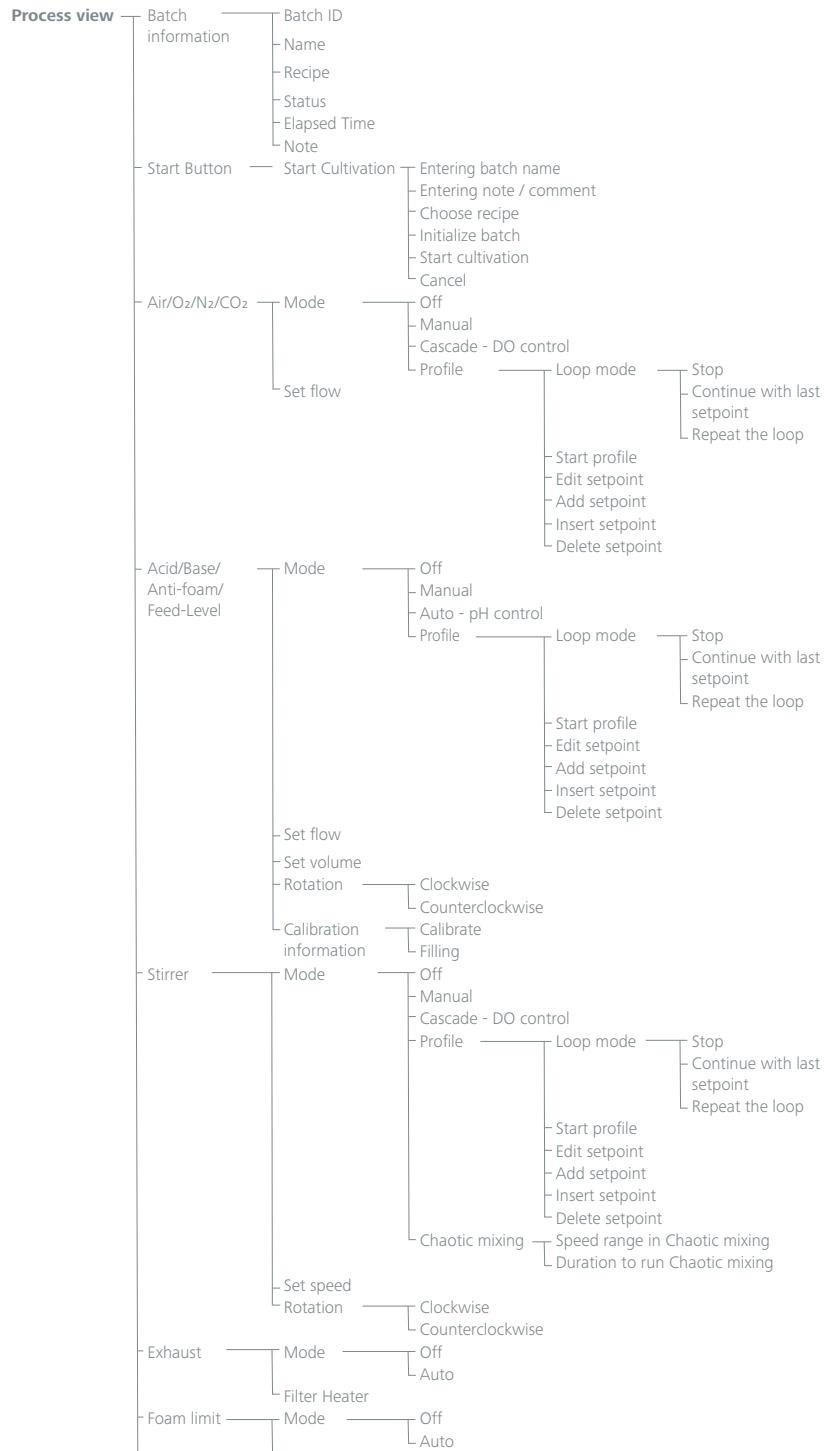 Process view
Batch
information
Batch ID
Name
Recipe
Status
Elapsed Time
Note
Start Button
Start Cultivation
Entering batch name
Entering note / comment
Choose recipe
Initialize batch
Start cultivation
Cancel
Air/O₂/N₂/CO₂
Mode
Off
Manual
Cascade - DO control
Profile
Loop mode
Stop
Continue with last
setpoint
Repeat the loop
Start profile
Edit setpoint
Add setpoint
Insert setpoint
Delete setpoint
Set flow
Acid/Base/
Anti-foam/
Feed-Level
Mode
Off
Manual
Auto - pH control
Profile
Loop mode
Stop
Continue with last
setpoint
Repeat the loop
Start profile
Edit setpoint
Add setpoint
Insert setpoint
Delete setpoint
Set flow
Set volume
Rotation
Clockwise
Counterclockwise
Calibration
information
Calibrate
Filling
Stirrer
Mode
Off
Manual
Cascade - DO control
Profile
Loop mode
Stop
Continue with last
setpoint
Repeat the loop
Start profile
Edit setpoint
Add setpoint
Insert setpoint
Delete setpoint
Chaotic mixing
Speed range in Chaotic mixing
Duration to run Chaotic mixing
Set speed
Rotation
Clockwise
Counterclockwise
Exhaust
Mode
Off
Auto
Filter Heater
Foam limit
Mode
Off
Auto